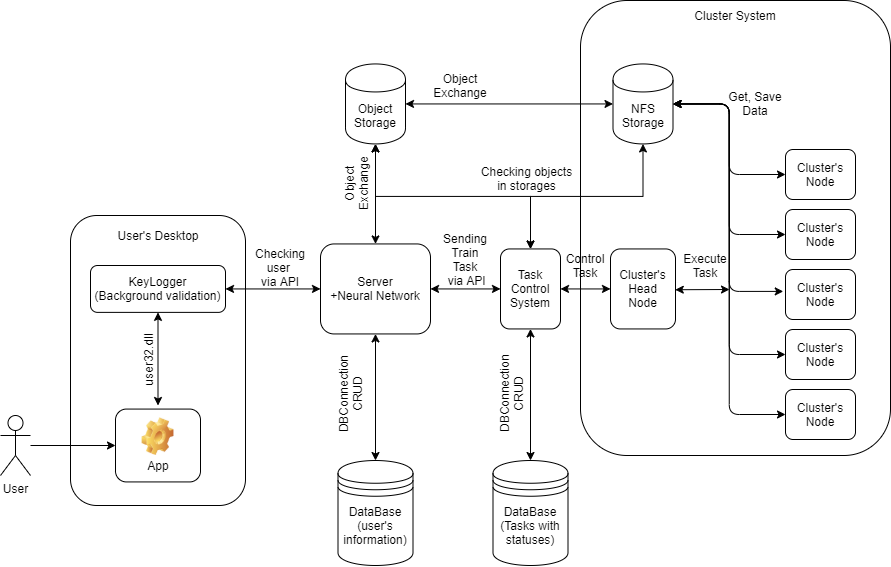 Cluster System
Object
Storage
Object
Exchange
NFS
Storage
Get, Save
Data
Object
Exchange
Checking objects
in storages
Cluster's
Node
Cluster's
Node
Cluster's
Node
Cluster's
Node
Cluster's
Node
User's Desktop
KeyLogger
(Background validation)
Checking
user
via API
Server
+Neural Network
Sending
Train
Task
via API
Task
Control
System
Control
Task
Cluster's
Head
Node
Execute
Task
user32.dll
App
User
DBConnection
CRUD
DBConnection
CRUD
DataBase
(user's
information)
DataBase
(Tasks with
statuses)